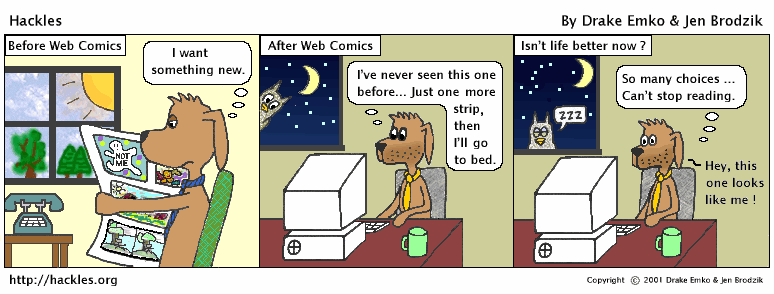 Hackles
By Drake Emko & Jen Brodzik
Before Web Comics
I want
something new.
NOT
ME
After Web Comics
I've never seen this one
before... Just one more
strip,
then
I'll go
to bed.
Isn't life better now ?
So many choices ...
Can't stop reading.
zzz
Hey, this
one looks
like me !
http://hackles.org
Copyright © 2001 Drake Emko & Jen Brodzik